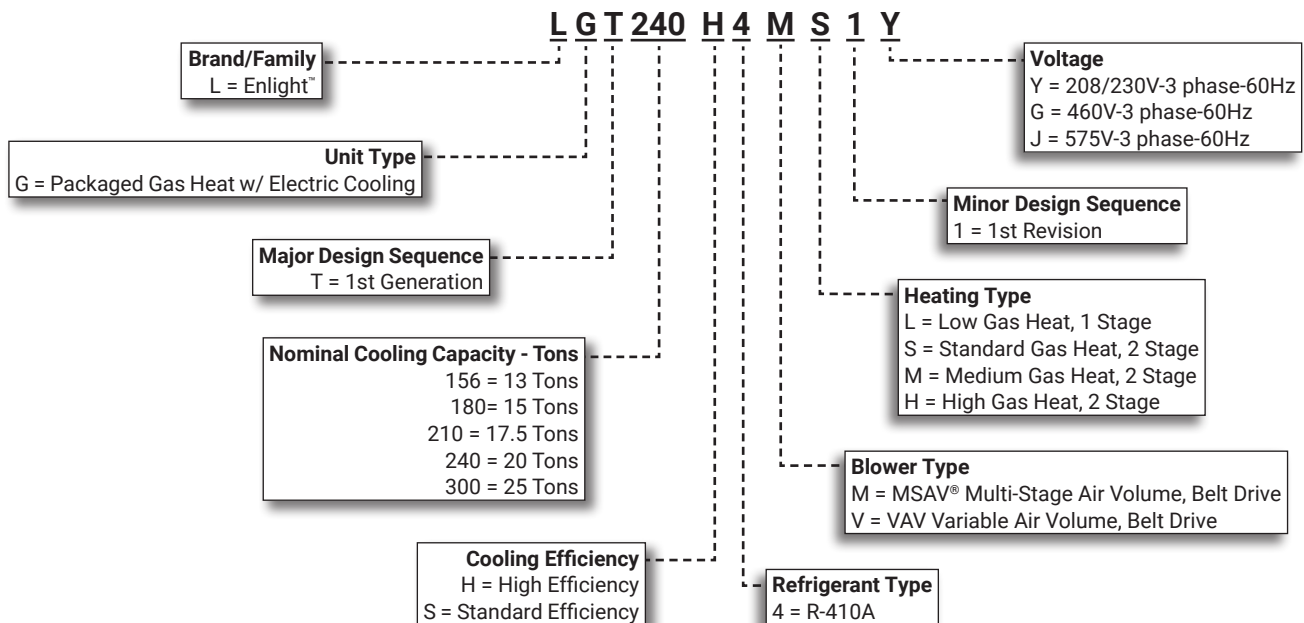 L G T 240 H 4 M S 1 Y
Brand/Family
L = Enlight™
Voltage
Y = 208/230V-3 phase-60Hz
G = 460V-3 phase-60Hz
J = 575V-3 phase-60Hz
Unit Type
G = Packaged Gas Heat w/ Electric Cooling
Minor Design Sequence
1 = 1st Revision
Major Design Sequence
T = 1st Generation
Heating Type
L = Low Gas Heat, 1 Stage
S = Standard Gas Heat, 2 Stage
M = Medium Gas Heat, 2 Stage
H = High Gas Heat, 2 Stage
Nominal Cooling Capacity - Tons
156 = 13 Tons
180= 15 Tons
210 = 17.5 Tons
240 = 20 Tons
300 = 25 Tons
Blower Type
M = MSAV® Multi-Stage Air Volume, Belt Drive
V = VAV Variable Air Volume, Belt Drive
Cooling Efficiency
H = High Efficiency
S = Standard Efficiency
Refrigerant Type
4 = R-410A